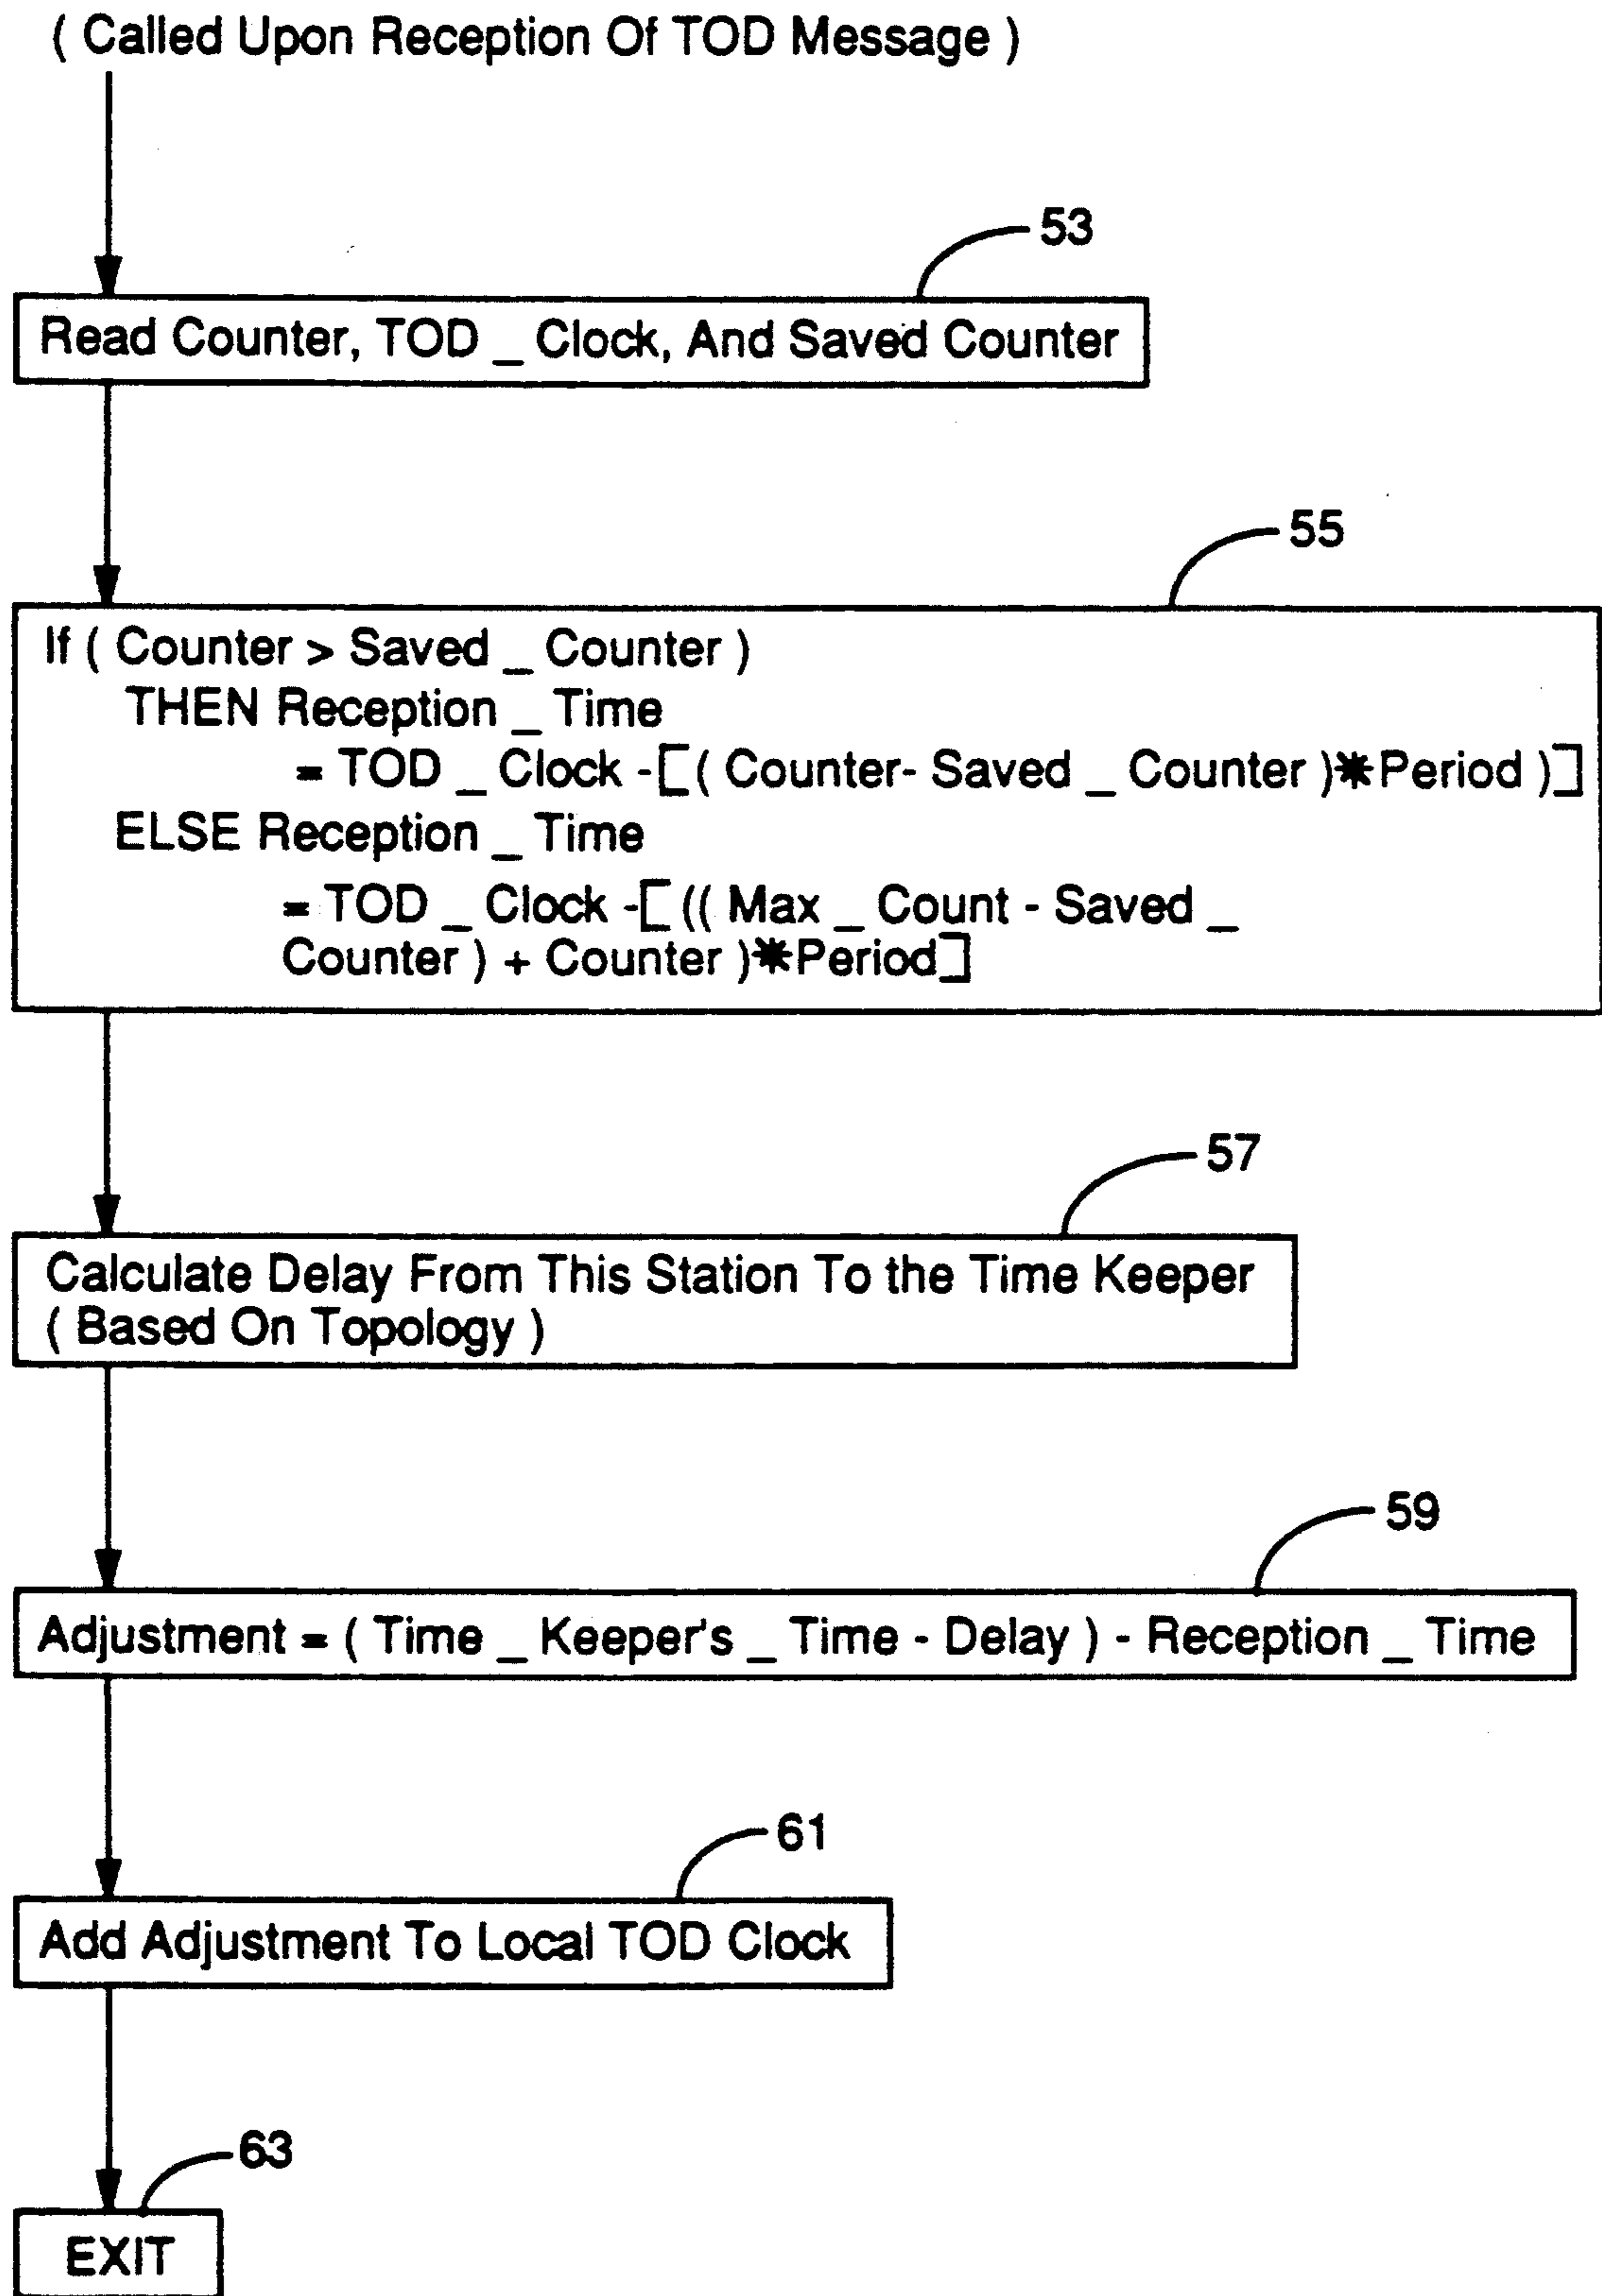 ( Called Upon Reception Of TOD Message )
53
Read Counter, TOD _ Clock, And Saved Counter
55
If ( Counter > Saved _ Counter )
THEN Reception _ Time
= TOD _ Clock -[( Counter- Saved _ Counter )*Period )]
ELSE Reception _ Time
= TOD _ Clock -[ (( Max _ Count - Saved _
Counter ) + Counter )*Period]
57
Calculate Delay From This Station To the Time Keeper
( Based On Topology )
59
Adjustment = ( Time _ Keeper's _ Time - Delay ) - Reception _ Time
61
Add Adjustment To Local TOD Clock
63
EXIT